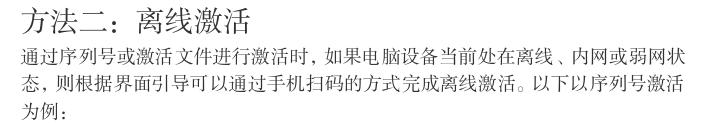 方法二：离线激活
通过序列号或激活文件进行激活时，如果电脑设备当前处在离线、内网或弱网状
态，则根据界面引导可以通过手机扫码的方式完成离线激活。以下以序列号激活
为例：